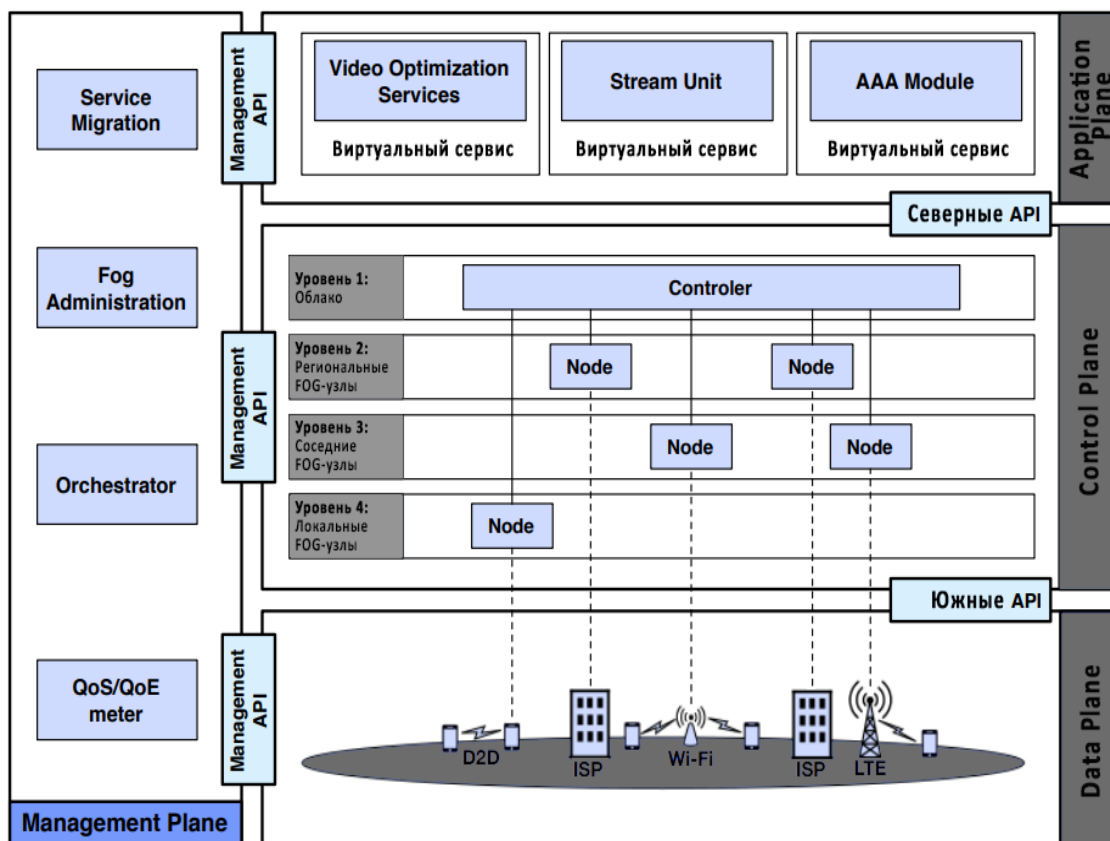 Service
Migration
Fog
Administration
Orchestrator
QoS/QoE
meter
Management Plane
Management
API
Management
API
Management
API
Video Optimization
Services
Виртуальный сервис
Stream Unit
Виртуальный сервис
AAA Module
Виртуальный сервис
Application
Plane
Северные API
Уровень 1:
Облако
Controler
Уровень 2:
Региональные
FOG-узлы
Node
Node
Уровень 3:
Соседние
FOG-узлы
Node
Node
Уровень 4:
Локальные
FOG-узлы
Node
Control Plane
Южные API
D2D
ISP
Wi-Fi
ISP
LTE
Data Plane